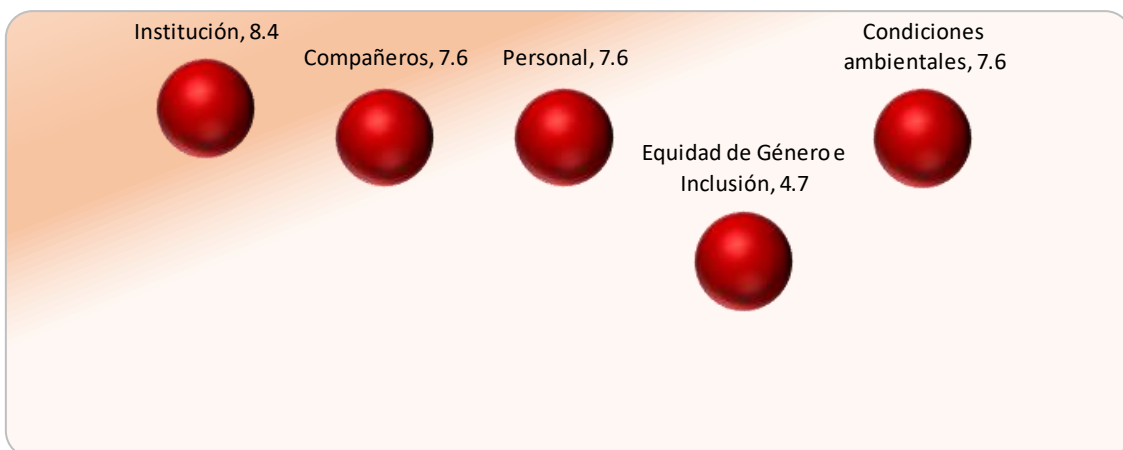 Institución, 8.4
Compañeros, 7.6
Personal, 7.6
Equidad de Género e
Inclusión, 4.7
Condiciones
ambientales, 7.6